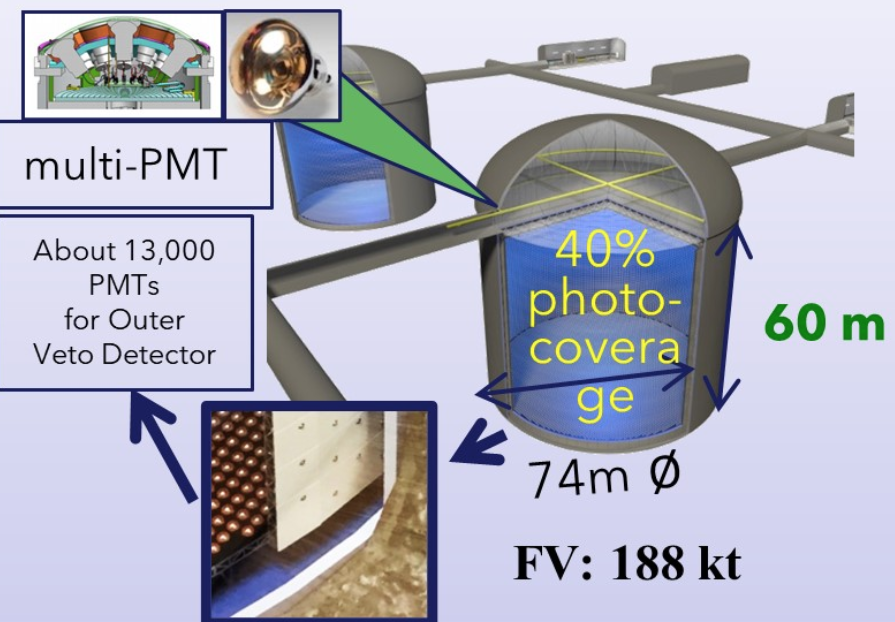 multi-PMT
About 13,000
PMTs
for Outer
Veto Detector
40%
photo-
covera
ge
60 m
74m Ø
FV: 188 kt